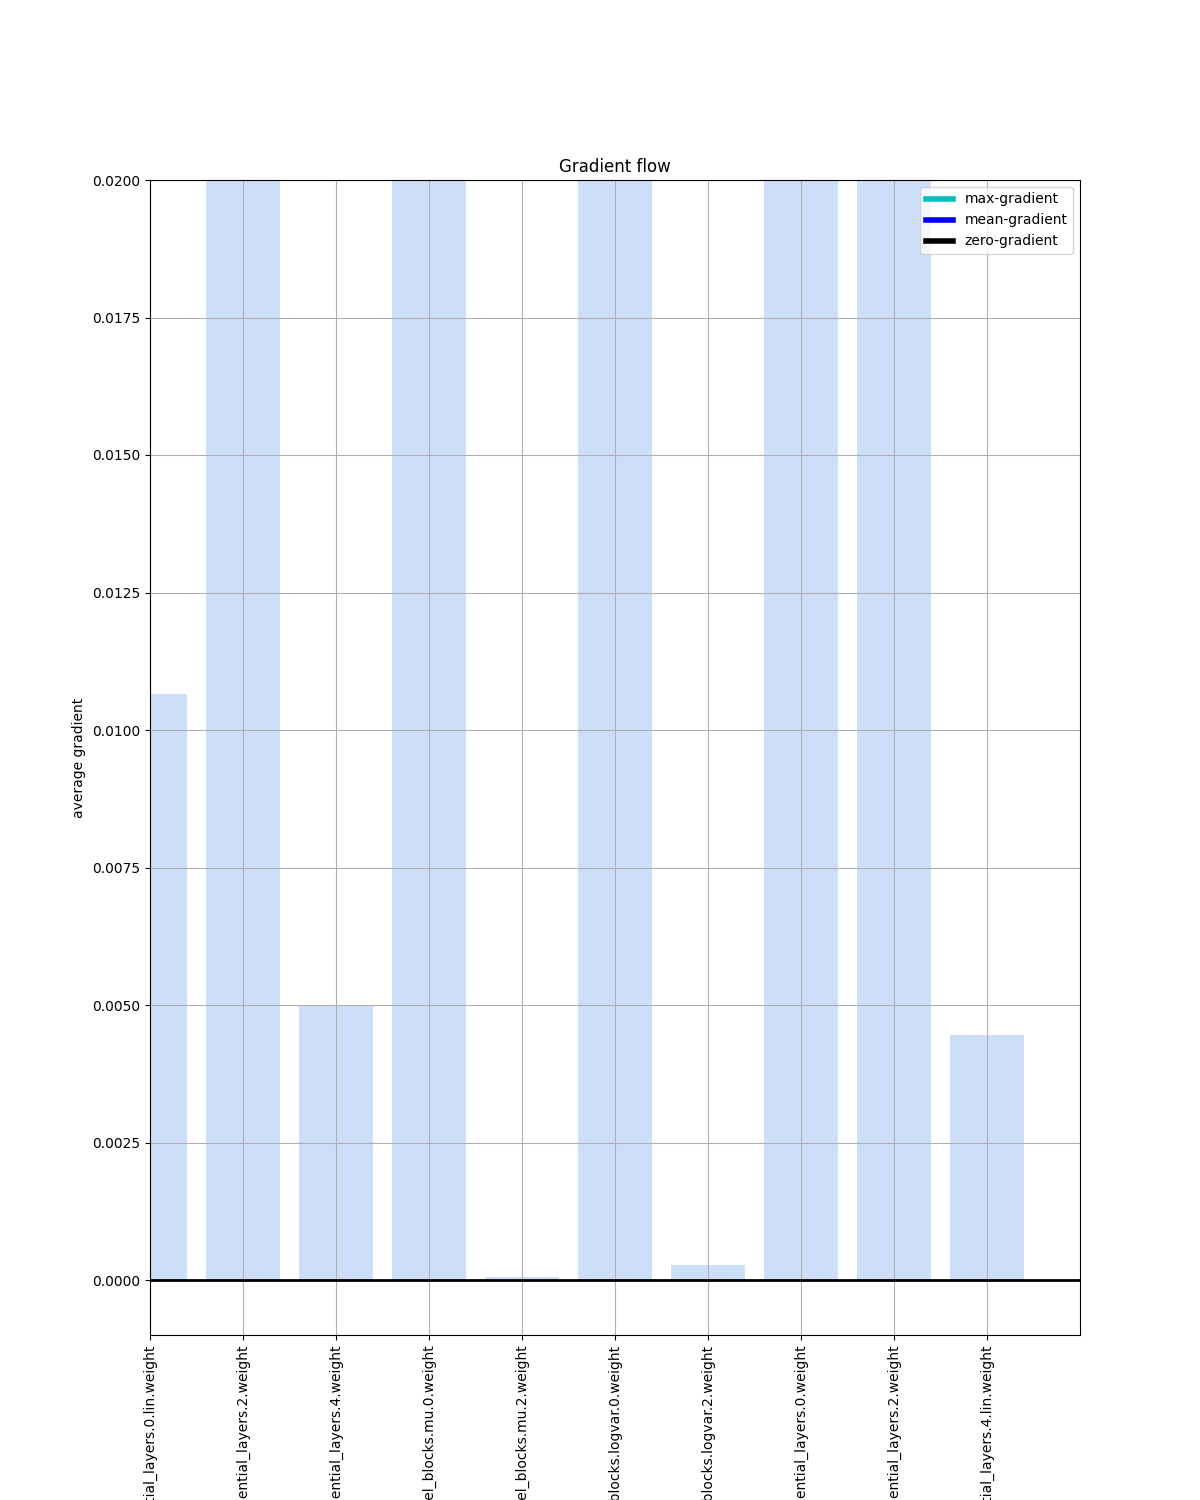 Gradient flow
max-gradient
mean-gradient
zero-gradient
0.0200
0.0175
0.0150
0.0125
0.0100
0.0075
0.0050
0.0025
0.0000
average gradient
tial_layers.0.lin.weight
ential_layers.2.weight
ential_layers.4.weight
el_blocks.mu.0.weight
el_blocks.mu.2.weight
blocks.logvar.0.weight
blocks.logvar.2.weight
ential_layers.0.weight
ential_layers.2.weight
tial_layers.4.lin.weight